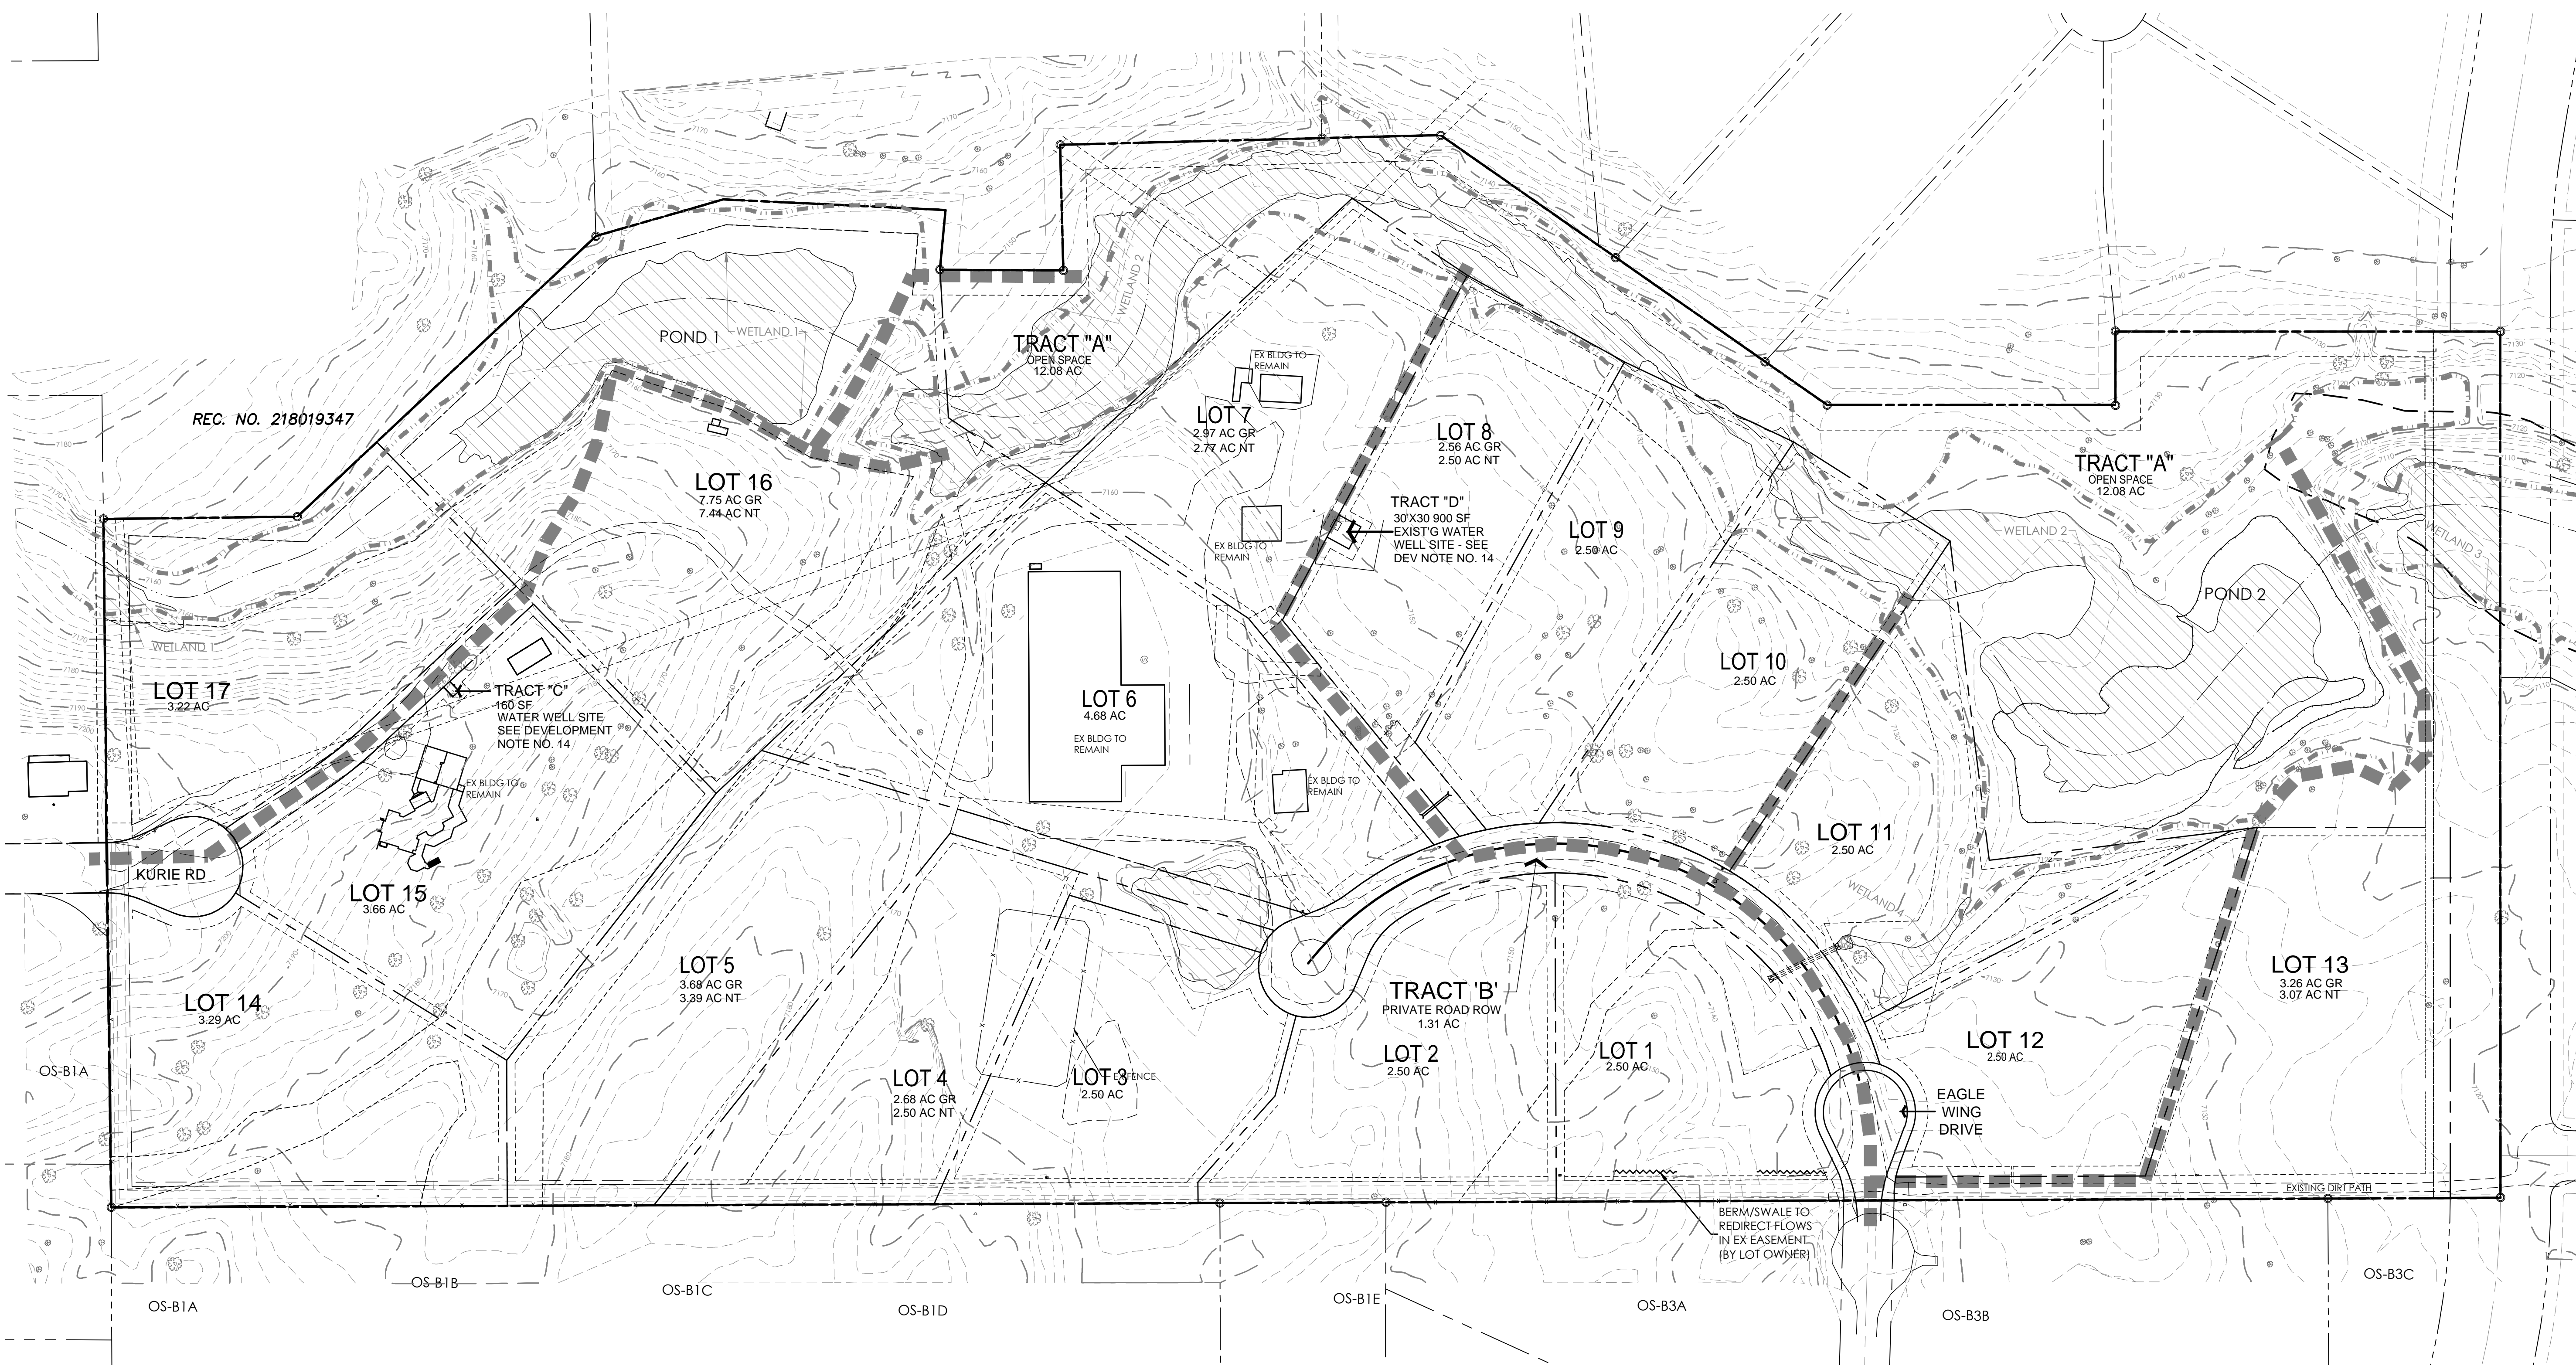 REC. NO. 218019347
POND 1
WETLAND 1
WETLAND 2
TRACT "A"
OPEN SPACE
12.08 AC
EX BLDG TO
REMAIN
LOT 7
2.97 AC GR
2.77 AC NT
EX BLDG TO
REMAIN
LOT 8
2.56 AC GR
2.50 AC NT
TRACT "D"
30'X30 900 SF
EXIST'G WATER
WELL SITE - SEE
DEV NOTE NO. 14
LOT 9
2.50 AC
LOT 10
2.50 AC
TRACT "A"
OPEN SPACE
12.08 AC
WETLAND 2
WETLAND 3
POND 2
LOT 16
7.75 AC GR
7.44 AC NT
WETLAND 1
LOT 17
3.22 AC
TRACT "C"
160 SF
WATER WELL SITE
SEE DEVELOPMENT
NOTE NO. 14
EX BLDG TO
REMAIN
LOT 6
4.68 AC
EX BLDG TO
REMAIN
EX BLDG TO
REMAIN
LOT 11
2.50 AC
WETLAND 4
KURIE RD
LOT 15
3.66 AC
LOT 14
3.29 AC
LOT 5
3.68 AC GR
3.39 AC NT
LOT 4
2.68 AC GR
2.50 AC NT
LOT 3
2.50 AC
EX FENCE
TRACT 'B'
PRIVATE ROAD ROW
1.31 AC
LOT 2
2.50 AC
LOT 1
2.50 AC
LOT 12
2.50 AC
LOT 13
3.26 AC GR
3.07 AC NT
EAGLE
WING
DRIVE
EXISTING DIRT PATH
BERM/SWALE TO
REDIRECT FLOWS
IN EX EASEMENT
(BY LOT OWNER)
OS-B1A
OS-B1A
OS-B1B
OS-B1C
OS-B1D
OS-B1E
OS-B3A
OS-B3B
OS-B3C